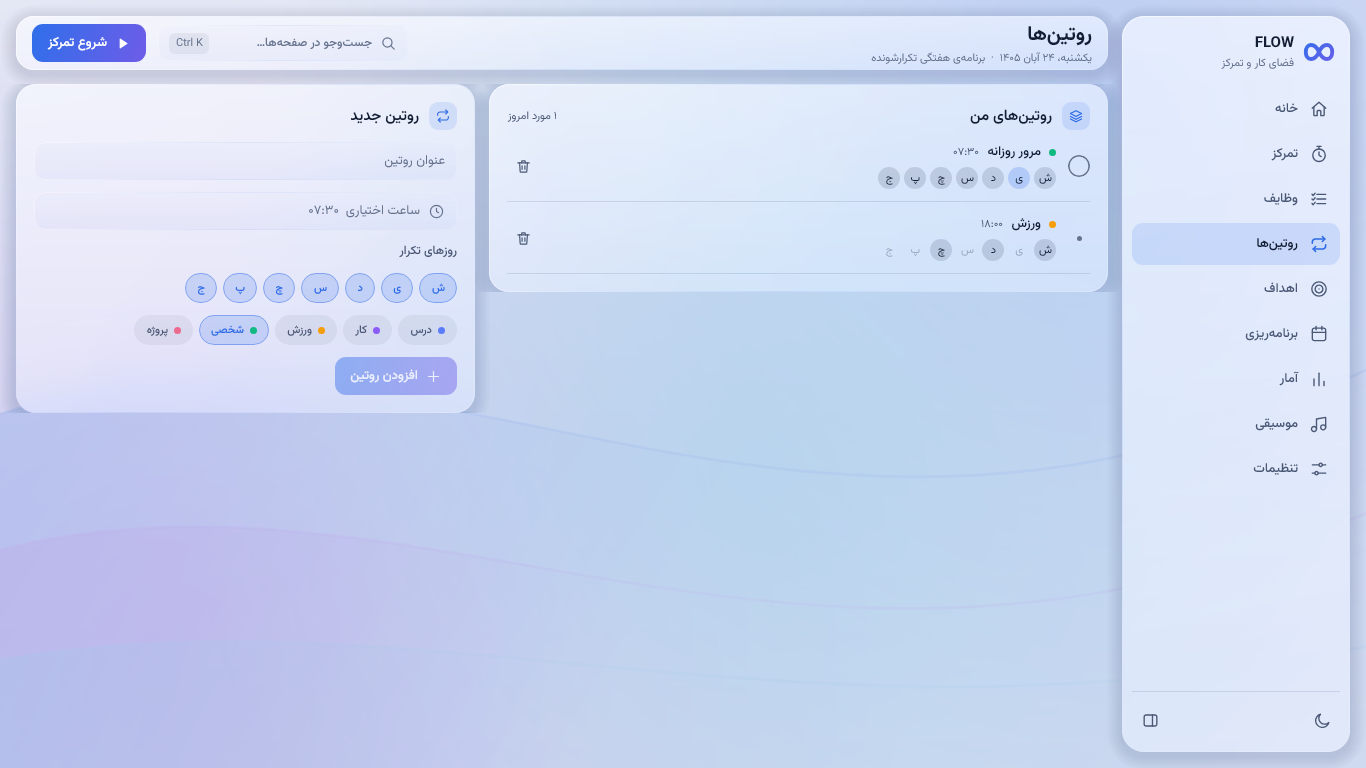 FLOW
فضای کار و تمرکز
خانه
تمرکز
وظایف
روتین‌ها
اهداف
برنامه‌ریزی
آمار
موسیقی
تنظیمات
روتین‌ها
یکشنبه، ۲۴ آبان ۱۴۰۵ · برنامه‌ی هفتگی تکرارشونده
جست‌وجو در صفحه‌ها…
Ctrl K
شروع تمرکز
روتین‌های من
۱ مورد امروز
مرور روزانه ۰۷:۳۰
ش ی د س چ پ ج
ورزش ۱۸:۰۰
ش ی د س چ پ ج
روتین جدید
عنوان روتین
ساعت اختیاری ۰۷:۳۰
روزهای تکرار
ش ی د س چ پ ج
درس کار ورزش شخصی پروژه
افزودن روتین